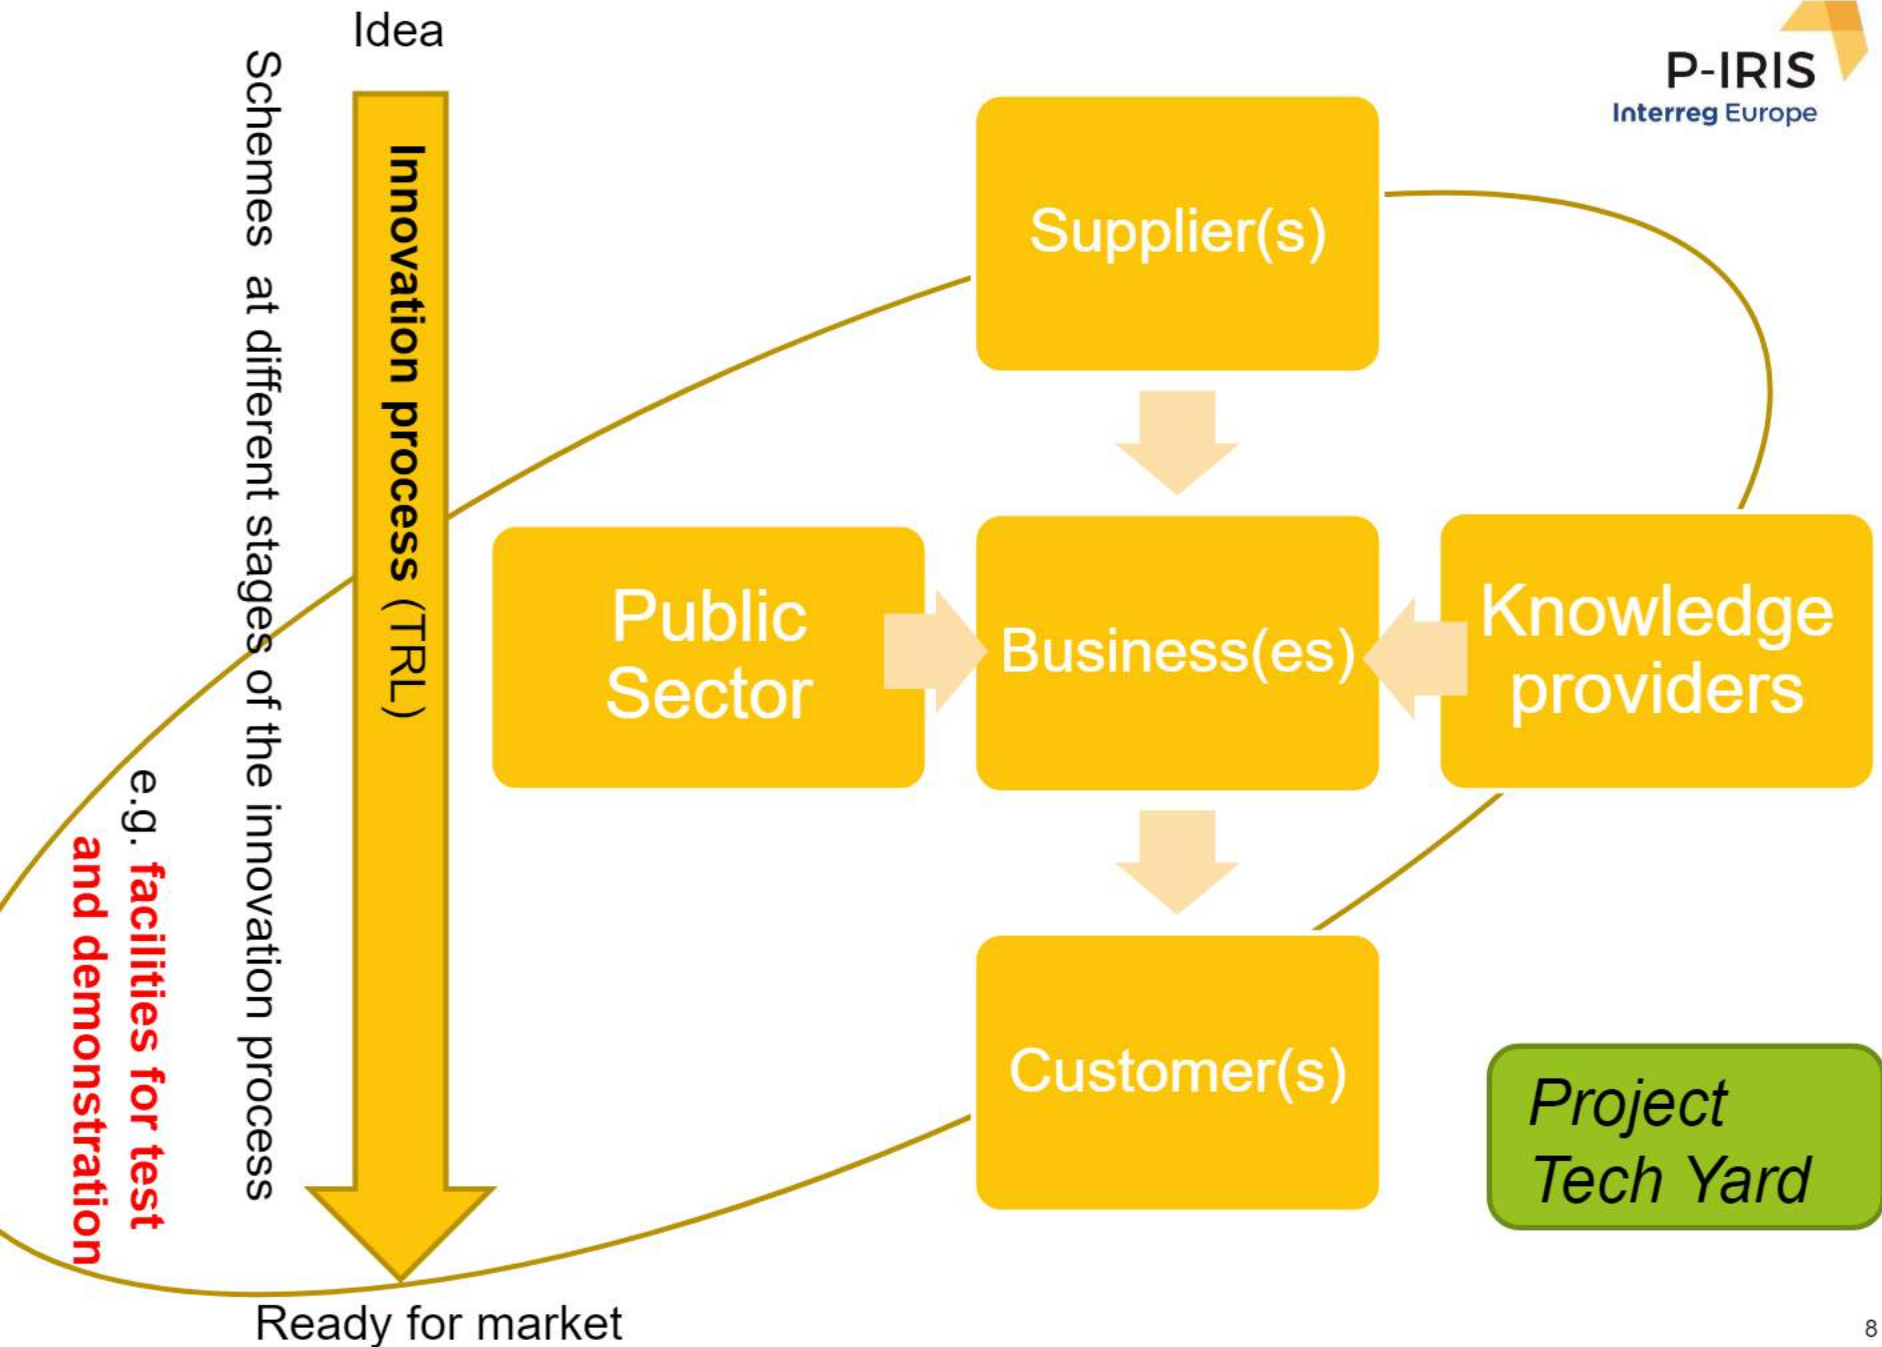 Idea
P-IRIS
Interreg Europe
Schemes at different stages of the innovation process
e.g. facilities for test
and demonstration
Innovation process (TRL)
Supplier(s)
Public
Sector
Business(es)
Knowledge
providers
Customer(s)
Project
Tech Yard
Ready for market
8